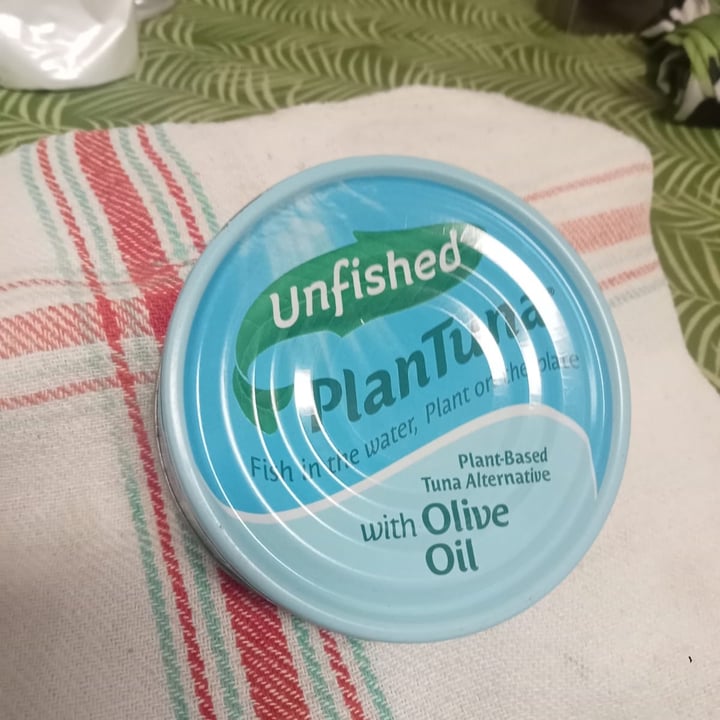 Unfished
PlanTuna®
Fish in the water, Plant on the plate
Plant-Based
Tuna Alternative
with Olive
Oil